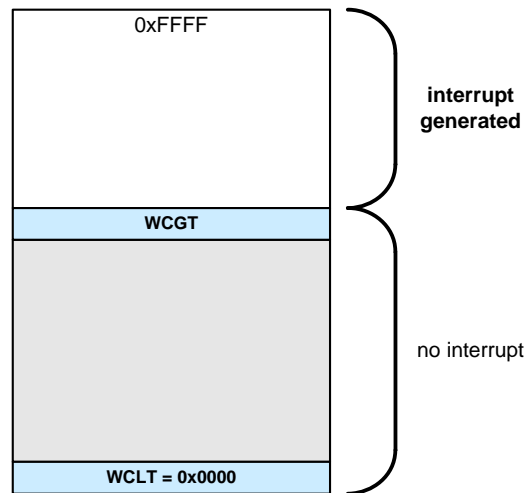 0xFFFF
interrupt
generated
WCGT
no interrupt
WCLT = 0x0000